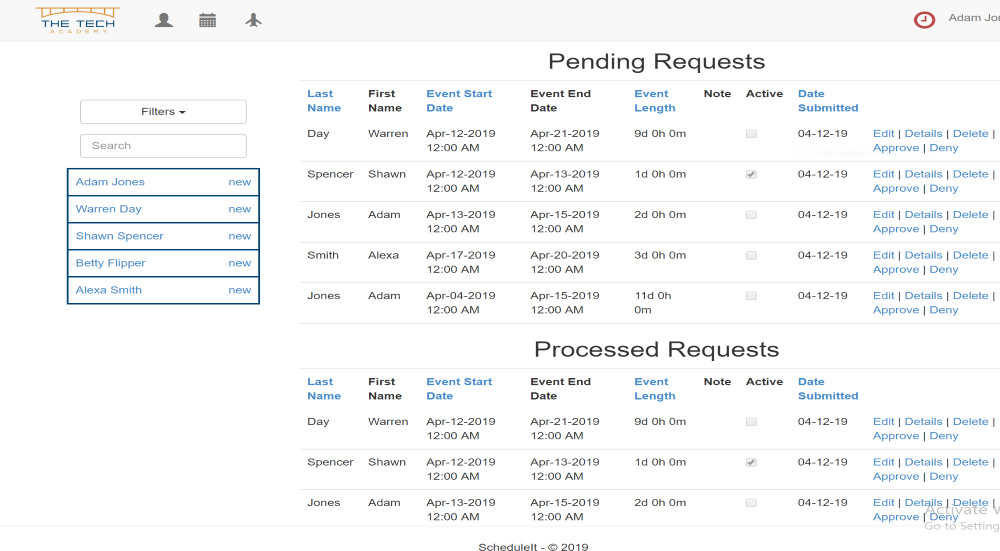 THE TECH
ACADEMY
Adam Jon
Filters
Search
Adam Jones new
Warren Day new
Shawn Spencer new
Betty Flipper new
Alexa Smith new
Pending Requests
Last First Event Start Event End Event Note Active Date
Name Name Date Date Length Submitted
Day Warren Apr-12-2019 Apr-21-2019 9d 0h 0m 04-12-19 Edit | Details | Delete |
12:00 AM 12:00 AM Approve | Deny
Spencer Shawn Apr-12-2019 Apr-13-2019 1d 0h 0m 04-12-19 Edit | Details | Delete |
12:00 AM 12:00 AM Approve | Deny
Jones Adam Apr-13-2019 Apr-15-2019 2d 0h 0m 04-12-19 Edit | Details | Delete |
12:00 AM 12:00 AM Approve | Deny
Smith Alexa Apr-17-2019 Apr-20-2019 3d 0h 0m 04-12-19 Edit | Details | Delete |
12:00 AM 12:00 AM Approve | Deny
Jones Adam Apr-04-2019 Apr-15-2019 11d 0h 04-12-19 Edit | Details | Delete |
12:00 AM 12:00 AM 0m Approve | Deny
Processed Requests
Last First Event Start Event End Event Note Active Date
Name Name Date Date Length Submitted
Day Warren Apr-12-2019 Apr-21-2019 9d 0h 0m 04-12-19 Edit | Details | Delete |
12:00 AM 12:00 AM Approve | Deny
Spencer Shawn Apr-12-2019 Apr-13-2019 1d 0h 0m 04-12-19 Edit | Details | Delete |
12:00 AM 12:00 AM Approve | Deny
Jones Adam Apr-13-2019 Apr-15-2019 2d 0h 0m 04-12-19 Edit | Details | Delete |
12:00 AM 12:00 AM Approve | Deny
Activate
Go to Setting
ScheduleIt - © 2019